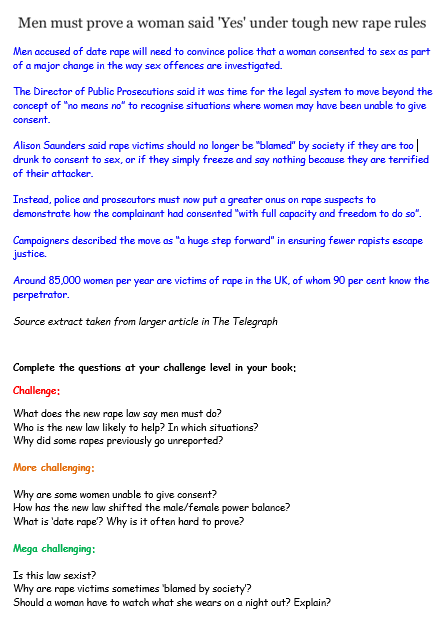 Men must prove a woman said 'Yes' under tough new rape rules
Men accused of date rape will need to convince police that a woman consented to sex as part
of a major change in the way sex offences are investigated.
The Director of Public Prosecutions said it was time for the legal system to move beyond the
concept of "no means no" to recognise situations where women may have been unable to give
consent.
Alison Saunders said rape victims should no longer be "blamed" by society if they are too
drunk to consent to sex, or if they simply freeze and say nothing because they are terrified
of their attacker.
Instead, police and prosecutors must now put a greater onus on rape suspects to
demonstrate how the complainant had consented "with full capacity and freedom to do so".
Campaigners described the move as "a huge step forward" in ensuring fewer rapists escape
justice.
Around 85,000 women per year are victims of rape in the UK, of whom 90 per cent know the
perpetrator.
Source extract taken from larger article in The Telegraph
Complete the questions at your challenge level in your book:
Challenge:
What does the new rape law say men must do?
Who is the new law likely to help? In which situations?
Why did some rapes previously go unreported?
More challenging:
Why are some women unable to give consent?
How has the new law shifted the male/female power balance?
What is 'date rape'? Why is it often hard to prove?
Mega challenging:
Is this law sexist?
Why are rape victims sometimes 'blamed by society'?
Should a woman have to watch what she wears on a night out? Explain?